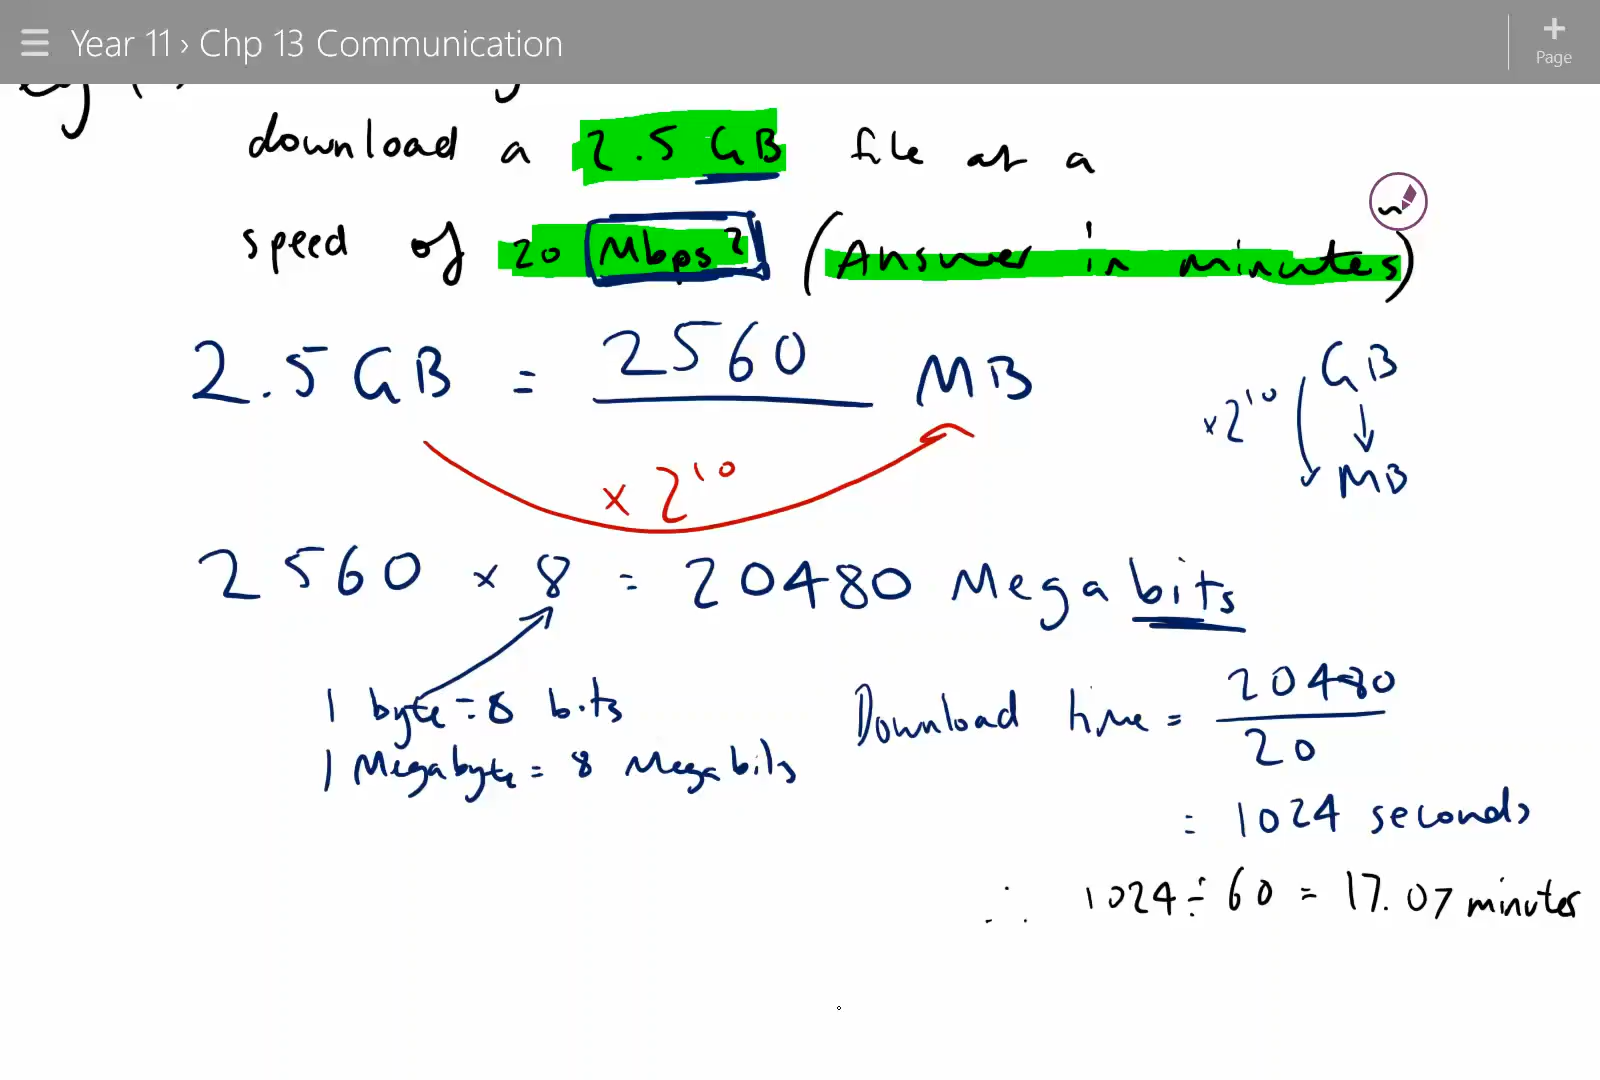 Year 11 › Chp 13 Communication
Page
download a 2.5 GB file at a
speed of 20 Mbps? (Answer in minutes)
2.5 GB = 2560 MB
× 2¹⁰
GB
× 2¹⁰
MB
2560 × 8 = 20480 Megabits
1 byte = 8 bits
1 Megabyte = 8 Megabits
Download time = 20480
20
= 1024 seconds
∴ 1024 ÷ 60 = 17.07 minutes